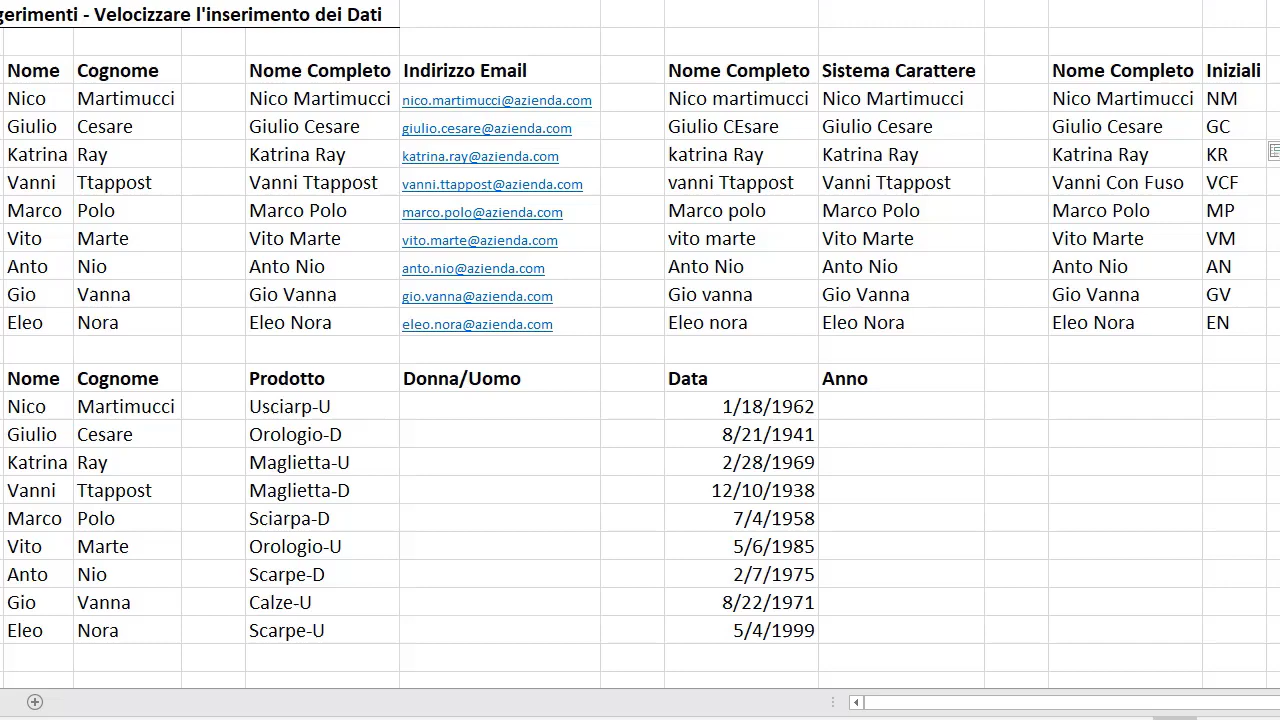 gerimenti - Velocizzare l'inserimento dei Dati
Nome Cognome Nome Completo Indirizzo Email Nome Completo Sistema Carattere Nome Completo Iniziali
Nico Martimucci Nico Martimucci nico.martimucci@azienda.com Nico martimucci Nico Martimucci Nico Martimucci NM
Giulio Cesare Giulio Cesare giulio.cesare@azienda.com Giulio CEsare Giulio Cesare Giulio Cesare GC
Katrina Ray Katrina Ray katrina.ray@azienda.com katrina Ray Katrina Ray Katrina Ray KR
Vanni Ttappost Vanni Ttappost vanni.ttappost@azienda.com vanni Ttappost Vanni Ttappost Vanni Con Fuso VCF
Marco Polo Marco Polo marco.polo@azienda.com Marco polo Marco Polo Marco Polo MP
Vito Marte Vito Marte vito.marte@azienda.com vito marte Vito Marte Vito Marte VM
Anto Nio Anto Nio anto.nio@azienda.com Anto Nio Anto Nio Anto Nio AN
Gio Vanna Gio Vanna gio.vanna@azienda.com Gio vanna Gio Vanna Gio Vanna GV
Eleo Nora Eleo Nora eleo.nora@azienda.com Eleo nora Eleo Nora Eleo Nora EN
Nome Cognome Prodotto Donna/Uomo Data Anno
Nico Martimucci Usciarp-U 1/18/1962
Giulio Cesare Orologio-D 8/21/1941
Katrina Ray Maglietta-U 2/28/1969
Vanni Ttappost Maglietta-D 12/10/1938
Marco Polo Sciarpa-D 7/4/1958
Vito Marte Orologio-U 5/6/1985
Anto Nio Scarpe-D 2/7/1975
Gio Vanna Calze-U 8/22/1971
Eleo Nora Scarpe-U 5/4/1999